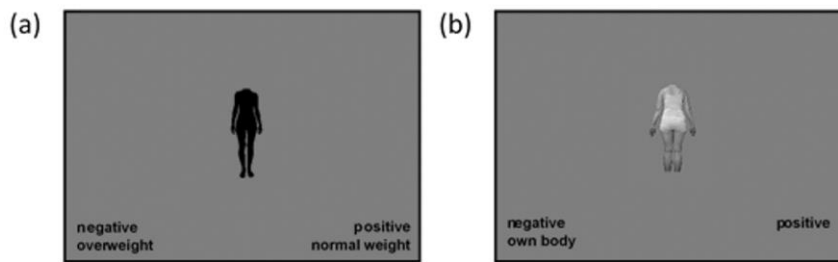 (a)
negative
overweight
positive
normal weight
(b)
negative
own body
positive